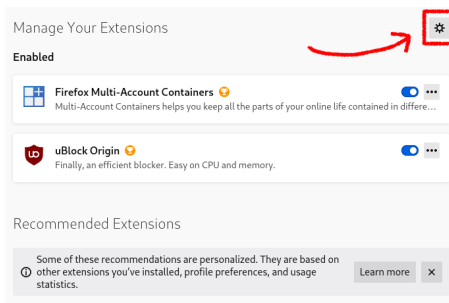 Manage Your Extensions
Enabled
Firefox Multi-Account Containers
Multi-Account Containers helps you keep all the parts of your online life contained in differe...
uBlock Origin
Finally, an efficient blocker. Easy on CPU and memory.
Recommended Extensions
Some of these recommendations are personalized. They are based on
other extensions you've installed, profile preferences, and usage
statistics.
Learn more